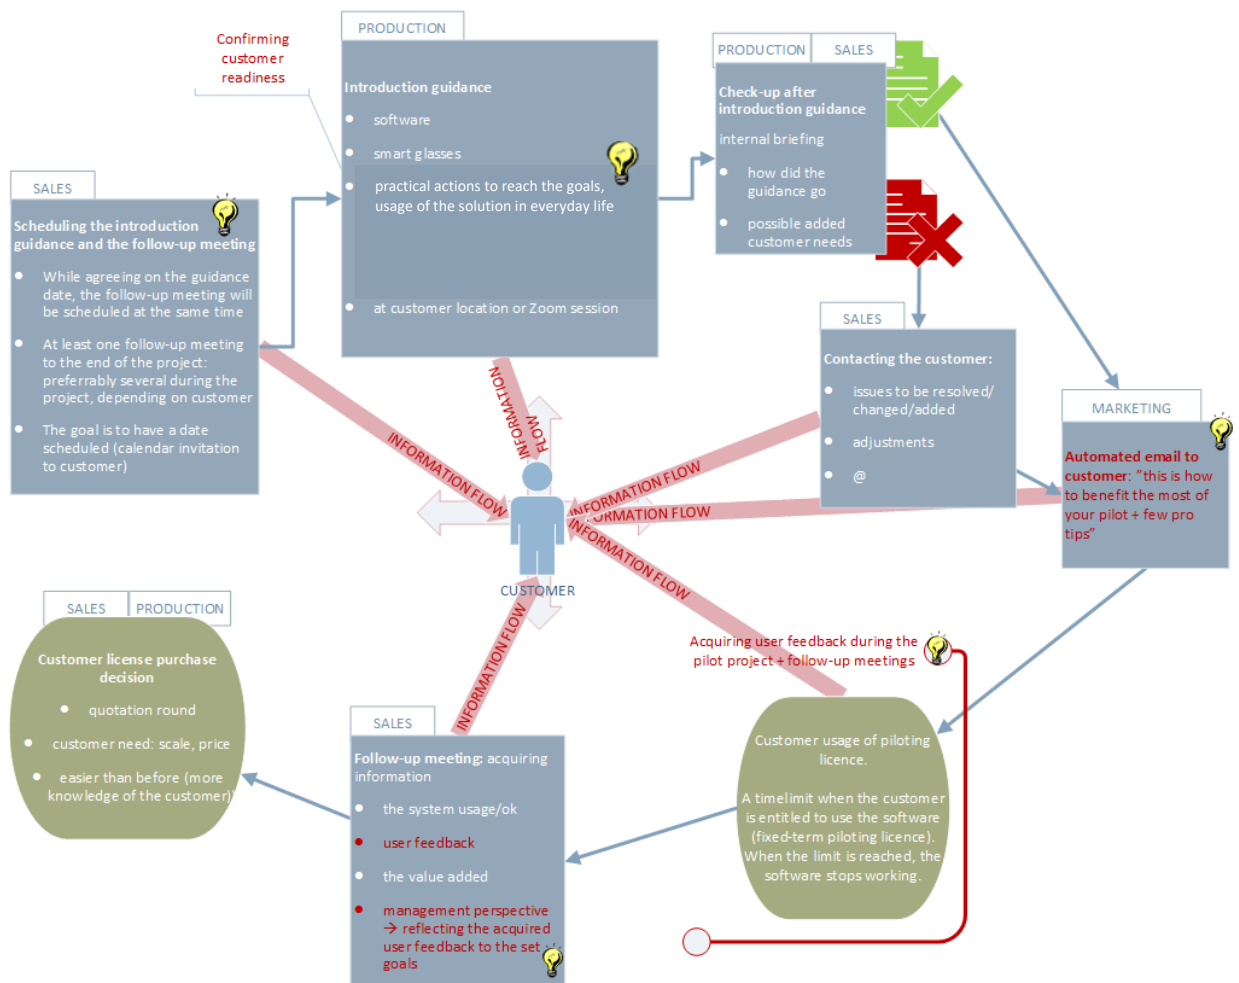 PRODUCTION
Confirming
customer
readiness
Introduction guidance
software
smart glasses
practical actions to reach the goals,
usage of the solution in everyday life
at customer location or Zoom session
PRODUCTION
SALES
Check-up after
introduction guidance
internal briefing
how did the
guidance go
possible added
customer needs
SALES
Scheduling the introduction
guidance and the follow-up meeting
While agreeing on the guidance
date, the follow-up meeting will
be scheduled at the same time
At least one follow-up meeting
to the end of the project:
preferrably several during the
project, depending on customer
The goal is to have a date
scheduled (calendar invitation
to customer)
SALES
Contacting the customer:
issues to be resolved/
changed/added
adjustments
@
MARKETING
Automated email to
customer: ”this is how
to benefit the most of
your pilot + few pro
tips”
INFORMATION FLOW
INFORMATION
FLOW
INFORMATION FLOW
FORMATION FLOW
INFORMATION FLOW
INFORMATION FLOW
CUSTOMER
SALES
PRODUCTION
Customer license purchase
decision
quotation round
customer need: scale, price
easier than before (more
knowledge of the customer)
SALES
Follow-up meeting: acquiring
information
the system usage/ok
user feedback
the value added
management perspective
→ reflecting the acquired
user feedback to the set
goals
Acquiring user feedback during the
pilot project + follow-up meetings
Customer usage of piloting
licence.
A timelimit when the customer
is entitled to use the software
(fixed-term piloting licence).
When the limit is reached, the
software stops working.